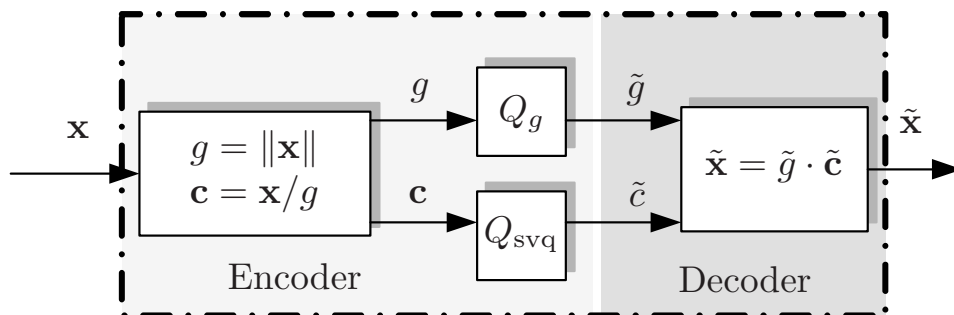 x
g = ‖x‖
c = x/g
g
c
Q_g
Q_svq
Encoder
g̃
c̃
x̃ = g̃ · c̃
x̃
Decoder